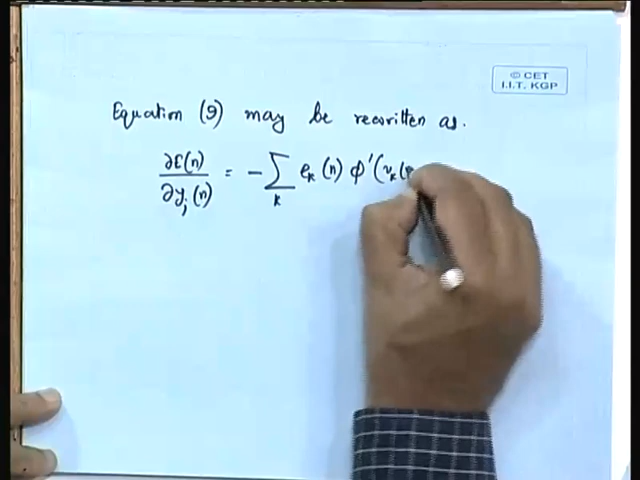 © CET
I.I.T. KGP
Equation (9) may be rewritten as.
∂ℰ(n)/∂y_j(n) = - ∑_k e_k(n) φ'(v_k(